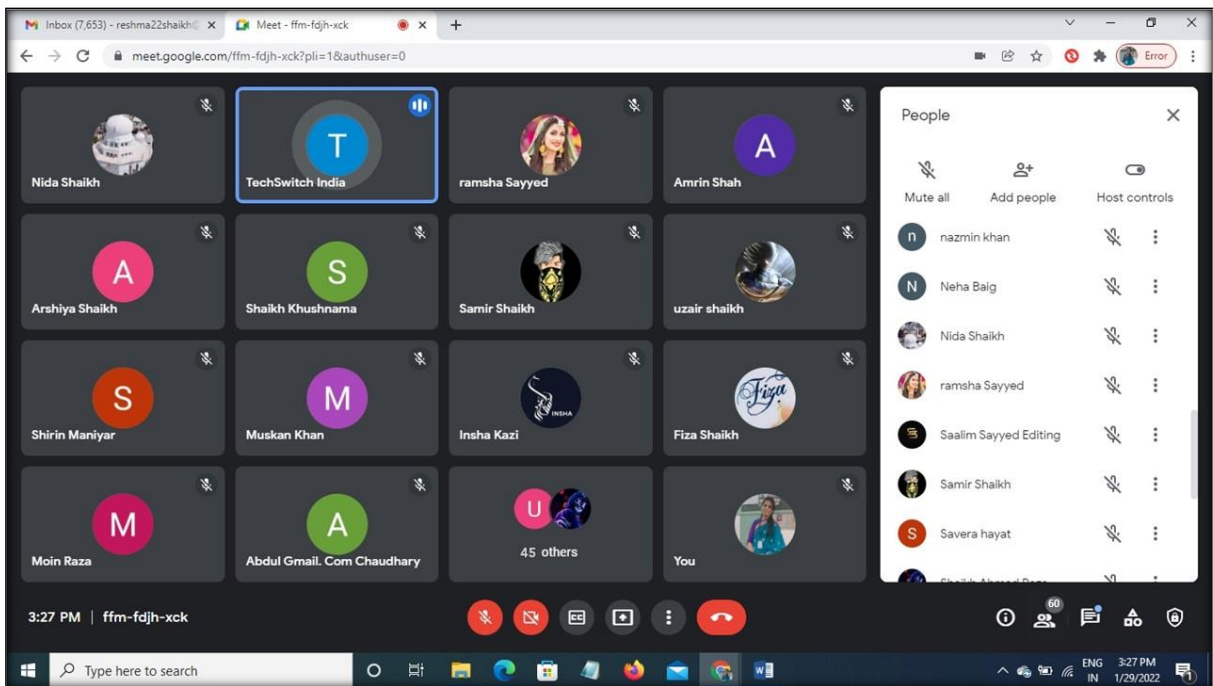 Inbox (7,653) - reshma22shaikh@
Meet - ffm-fdjh-xck
meet.google.com/ffm-fdjh-xck?pli=1&authuser=0
Error
Nida Shaikh
T
TechSwitch India
ramsha Sayyed
A
Amrin Shah
A
Arshiya Shaikh
S
Shaikh Khushnama
Samir Shaikh
uzair shaikh
S
Shirin Maniyar
M
Muskan Khan
INSHA
Insha Kazi
Fizu
Fiza Shaikh
M
Moin Raza
A
Abdul Gmail. Com Chaudhary
U
45 others
You
People
Mute all
Add people
Host controls
n nazmin khan
N Neha Baig
Nida Shaikh
ramsha Sayyed
Saalim Sayyed Editing
Samir Shaikh
S Savera hayat
3:27 PM | ffm-fdjh-xck
CC
60
Type here to search
ENG
IN
3:27 PM
1/29/2022
1